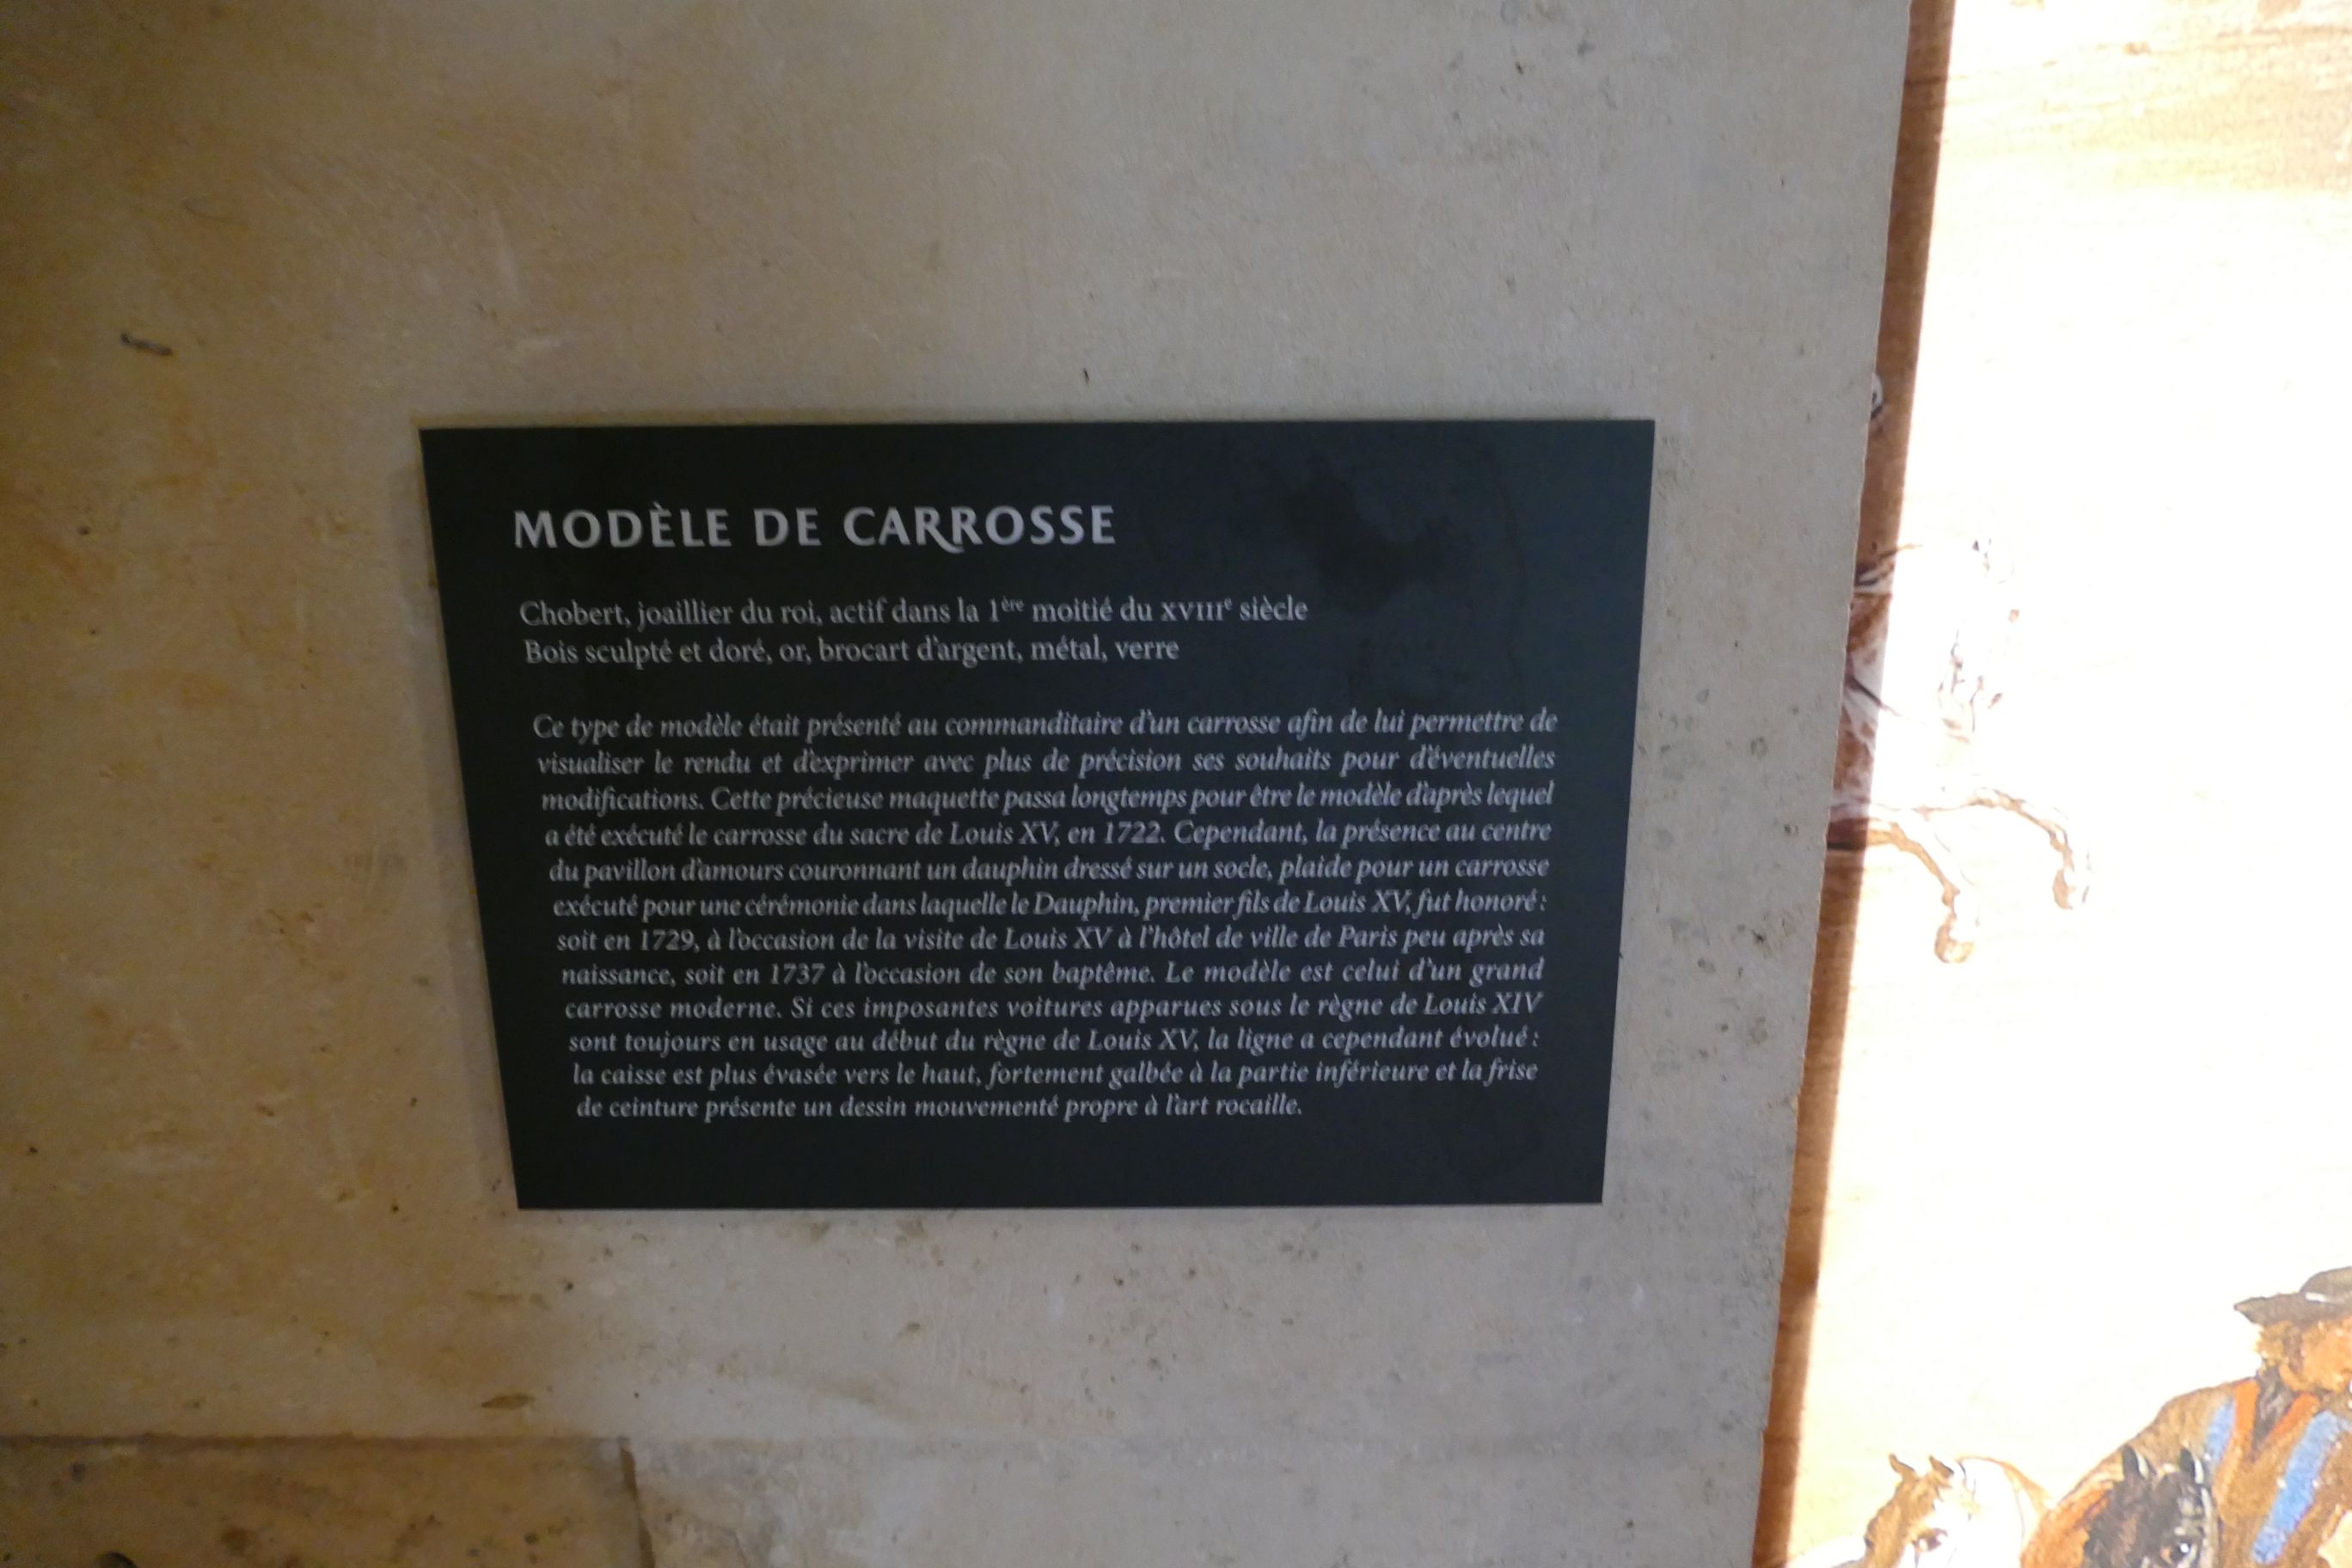 MODÈLE DE CARROSSE
Chobert, joaillier du roi, actif dans la 1ère moitié du XVIIIe siècle
Bois sculpté et doré, or, brocart d'argent, métal, verre
Ce type de modèle était présenté au commanditaire d'un carrosse afin de lui permettre de
visualiser le rendu et d'exprimer avec plus de précision ses souhaits pour d'éventuelles
modifications. Cette précieuse maquette passa longtemps pour être le modèle d'après lequel
a été exécuté le carrosse du sacre de Louis XV, en 1722. Cependant, la présence au centre
du pavillon d'amours couronnant un dauphin dressé sur un socle, plaide pour un carrosse
exécuté pour une cérémonie dans laquelle le Dauphin, premier fils de Louis XV, fut honoré :
soit en 1729, à l'occasion de la visite de Louis XV à l'hôtel de ville de Paris peu après sa
naissance, soit en 1737 à l'occasion de son baptême. Le modèle est celui d'un grand
carrosse moderne. Si ces imposantes voitures apparues sous le règne de Louis XIV
sont toujours en usage au début du règne de Louis XV, la ligne a cependant évolué :
la caisse est plus évasée vers le haut, fortement galbée à la partie inférieure et la frise
de ceinture présente un dessin mouvementé propre à l'art rocaille.